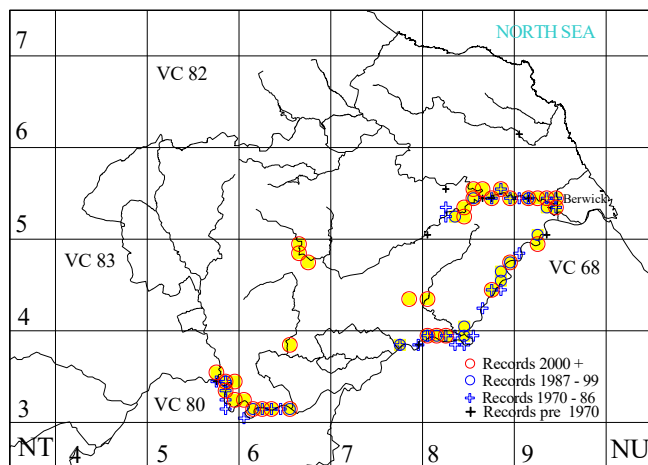 7
NORTH SEA
VC 82
6
Berwick
5
VC 83
VC 68
4
Records 2000 +
Records 1987 - 99
VC 80
Records 1970 - 86
3
Records pre 1970
NT 4 5 6 7 8 9 NU